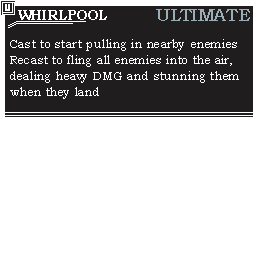 U WHIRLPOOL ULTIMATE
Cast to start pulling in nearby enemies
Recast to fling all enemies into the air,
dealing heavy DMG and stunning them
when they land